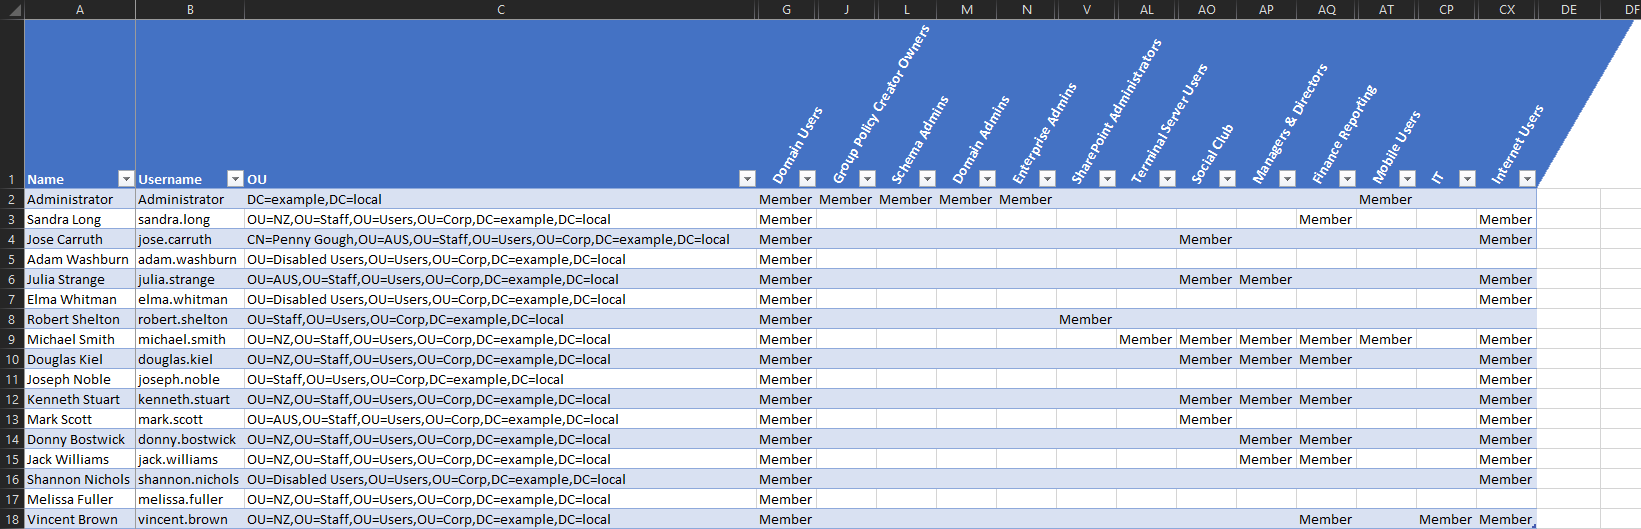 A B C G J L M N V AL AO AP AQ AT CP CX DE DF
1 Name Username OU Domain Users Group Policy Creator Owners Schema Admins Domain Admins Enterprise Admins SharePoint Administrators Terminal Server Users Social Club Managers & Directors Finance Reporting Mobile Users IT Internet Users
2 Administrator Administrator DC=example,DC=local Member Member Member Member Member Member
3 Sandra Long sandra.long OU=NZ,OU=Staff,OU=Users,OU=Corp,DC=example,DC=local Member Member Member
4 Jose Carruth jose.carruth CN=Penny Gough,OU=AUS,OU=Staff,OU=Users,OU=Corp,DC=example,DC=local Member Member Member
5 Adam Washburn adam.washburn OU=Disabled Users,OU=Users,OU=Corp,DC=example,DC=local Member
6 Julia Strange julia.strange OU=AUS,OU=Staff,OU=Users,OU=Corp,DC=example,DC=local Member Member Member Member
7 Elma Whitman elma.whitman OU=Disabled Users,OU=Users,OU=Corp,DC=example,DC=local Member Member
8 Robert Shelton robert.shelton OU=Staff,OU=Users,OU=Corp,DC=example,DC=local Member Member
9 Michael Smith michael.smith OU=NZ,OU=Staff,OU=Users,OU=Corp,DC=example,DC=local Member Member Member Member Member Member Member
10 Douglas Kiel douglas.kiel OU=NZ,OU=Staff,OU=Users,OU=Corp,DC=example,DC=local Member Member Member Member Member
11 Joseph Noble joseph.noble OU=Staff,OU=Users,OU=Corp,DC=example,DC=local Member Member
12 Kenneth Stuart kenneth.stuart OU=NZ,OU=Staff,OU=Users,OU=Corp,DC=example,DC=local Member Member Member Member Member
13 Mark Scott mark.scott OU=AUS,OU=Staff,OU=Users,OU=Corp,DC=example,DC=local Member Member Member
14 Donny Bostwick donny.bostwick OU=NZ,OU=Staff,OU=Users,OU=Corp,DC=example,DC=local Member Member Member Member
15 Jack Williams jack.williams OU=NZ,OU=Staff,OU=Users,OU=Corp,DC=example,DC=local Member Member Member Member
16 Shannon Nichols shannon.nichols OU=Disabled Users,OU=Users,OU=Corp,DC=example,DC=local Member Member
17 Melissa Fuller melissa.fuller OU=NZ,OU=Staff,OU=Users,OU=Corp,DC=example,DC=local Member
18 Vincent Brown vincent.brown OU=NZ,OU=Staff,OU=Users,OU=Corp,DC=example,DC=local Member Member Member Member